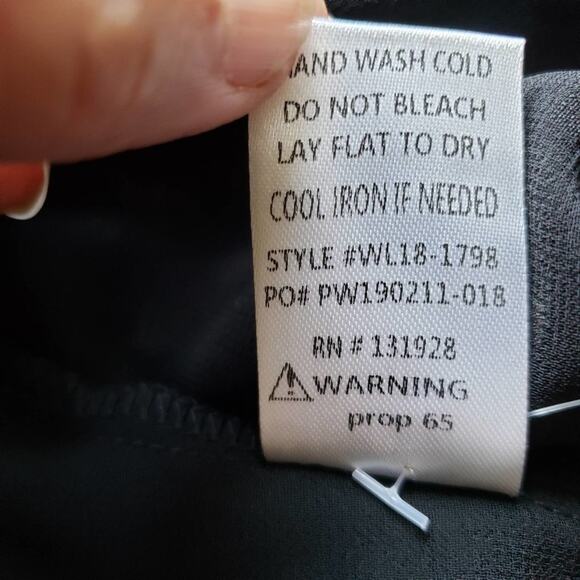 HAND WASH COLD
DO NOT BLEACH
LAY FLAT TO DRY
COOL IRON IF NEEDED
STYLE #WL18-1798
PO# PW190211-018
RN # 131928
WARNING
prop 65